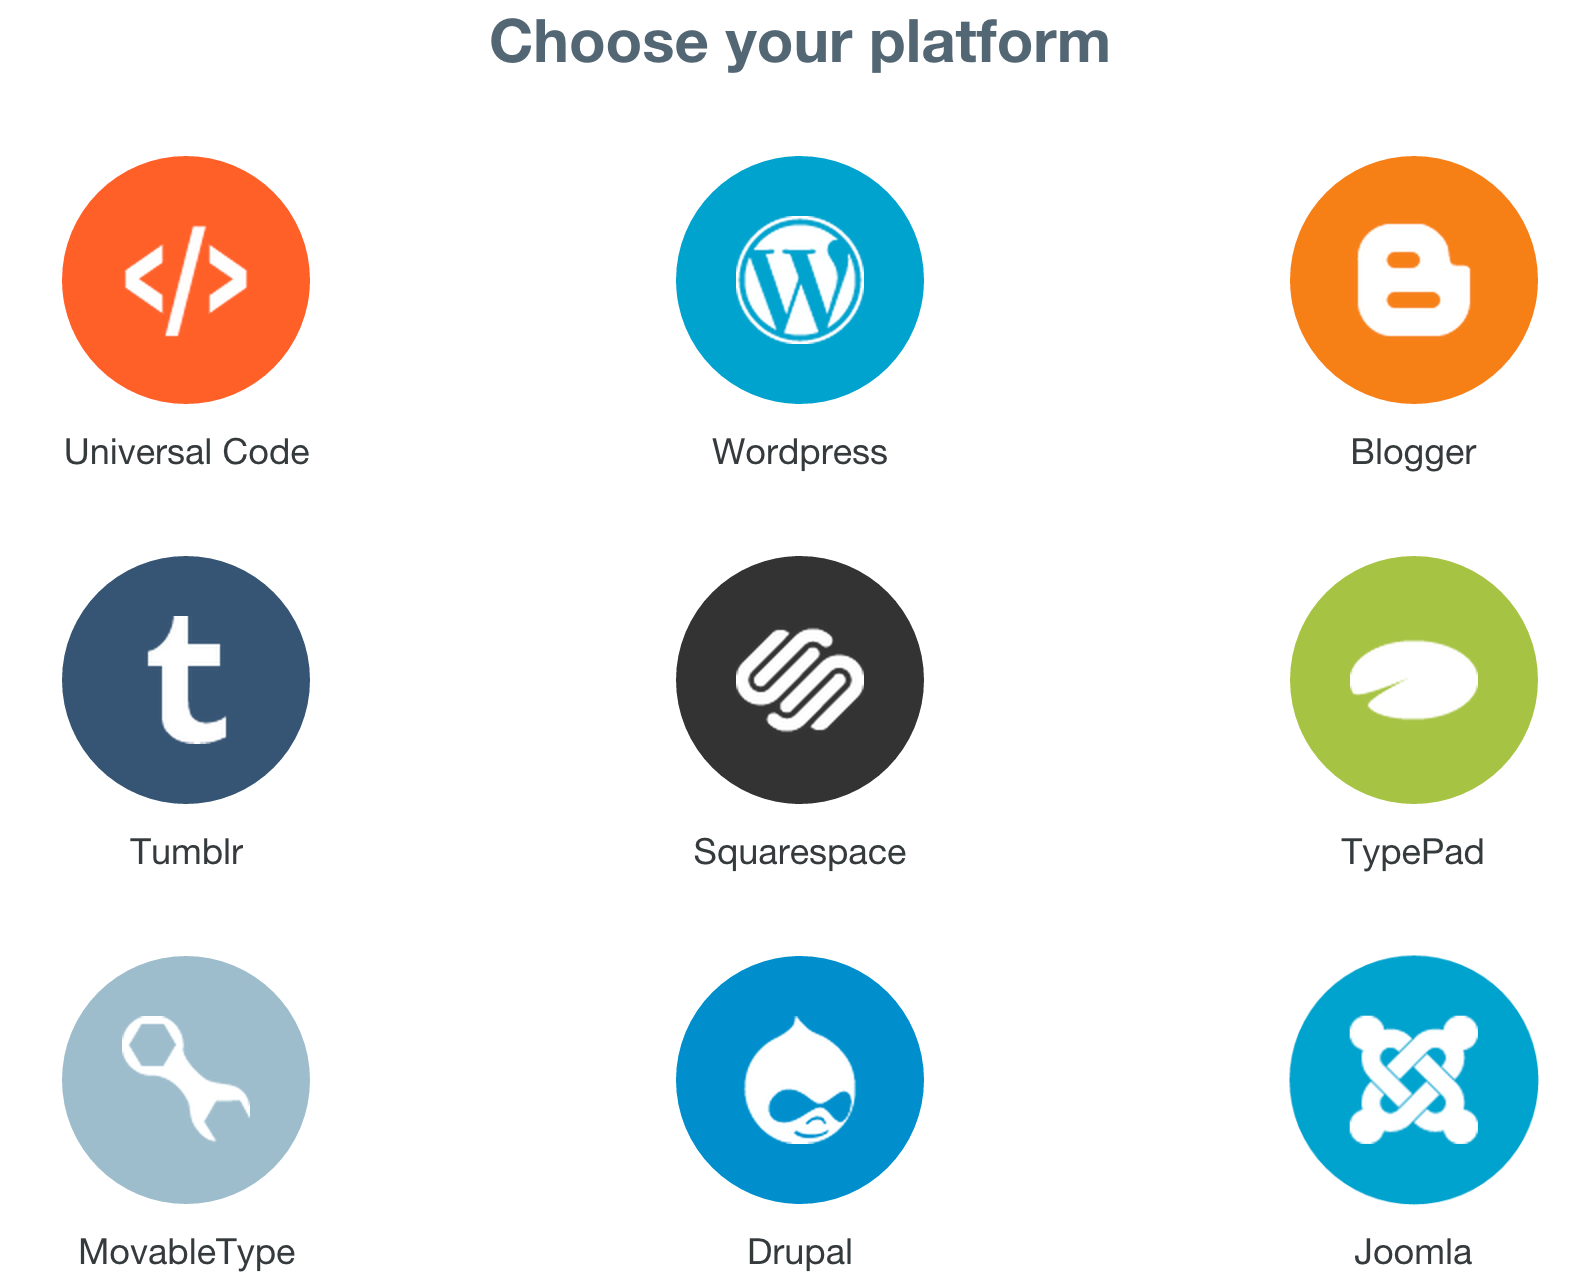 Choose your platform
Universal Code
Wordpress
Blogger
Tumblr
Squarespace
TypePad
MovableType
Drupal
Joomla